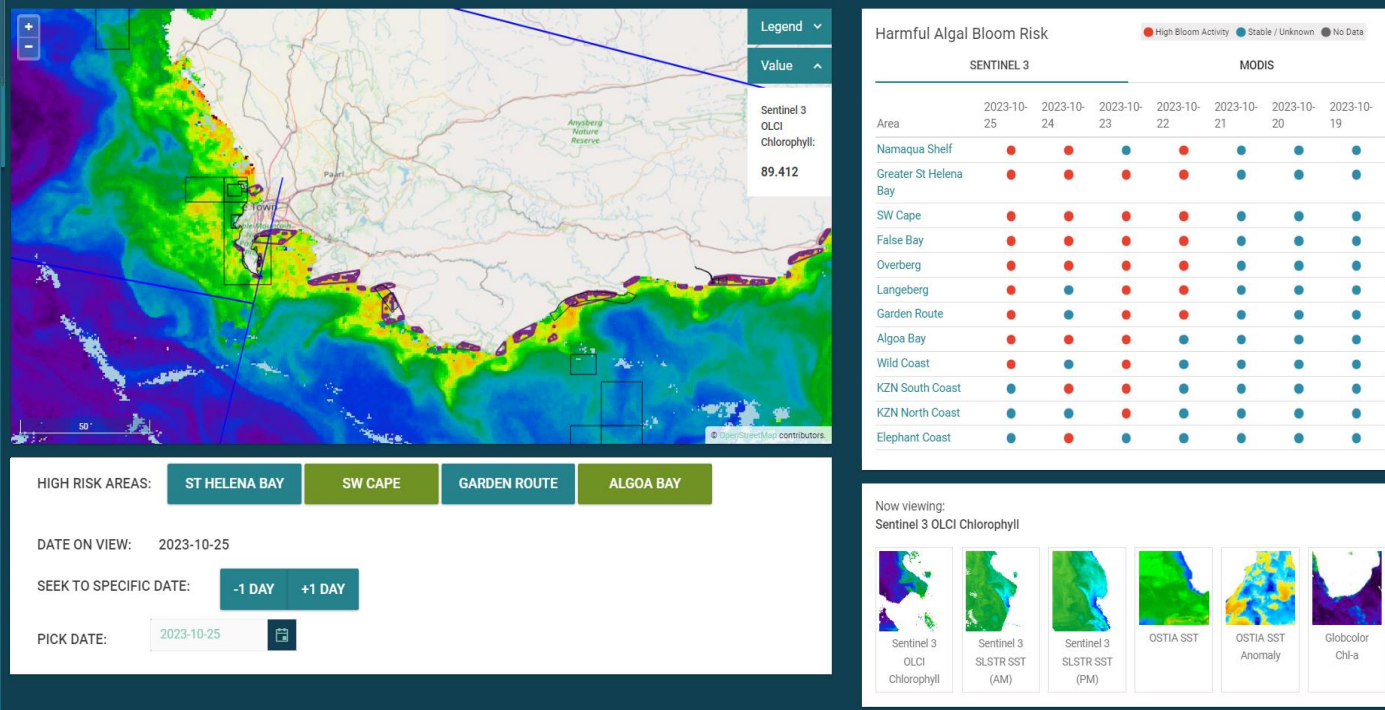 +
−
Legend
Value
Sentinel 3
OLCI
Chlorophyll:
89.412
Anysberg
Nature
Reserve
Paarl
e Town
50
© OpenStreetMap contributors.
HIGH RISK AREAS:
ST HELENA BAY
SW CAPE
GARDEN ROUTE
ALGOA BAY
DATE ON VIEW: 2023-10-25
SEEK TO SPECIFIC DATE:
-1 DAY
+1 DAY
PICK DATE:
2023-10-25
Harmful Algal Bloom Risk
High Bloom Activity
Stable / Unknown
No Data
SENTINEL 3
MODIS
Area
2023-10-
25
2023-10-
24
2023-10-
23
2023-10-
22
2023-10-
21
2023-10-
20
2023-10-
19
Namaqua Shelf
Greater St Helena
Bay
SW Cape
False Bay
Overberg
Langeberg
Garden Route
Algoa Bay
Wild Coast
KZN South Coast
KZN North Coast
Elephant Coast
Now viewing:
Sentinel 3 OLCI Chlorophyll
Sentinel 3
OLCI
Chlorophyll
Sentinel 3
SLSTR SST
(AM)
Sentinel 3
SLSTR SST
(PM)
OSTIA SST
OSTIA SST
Anomaly
Globcolor
Chl-a